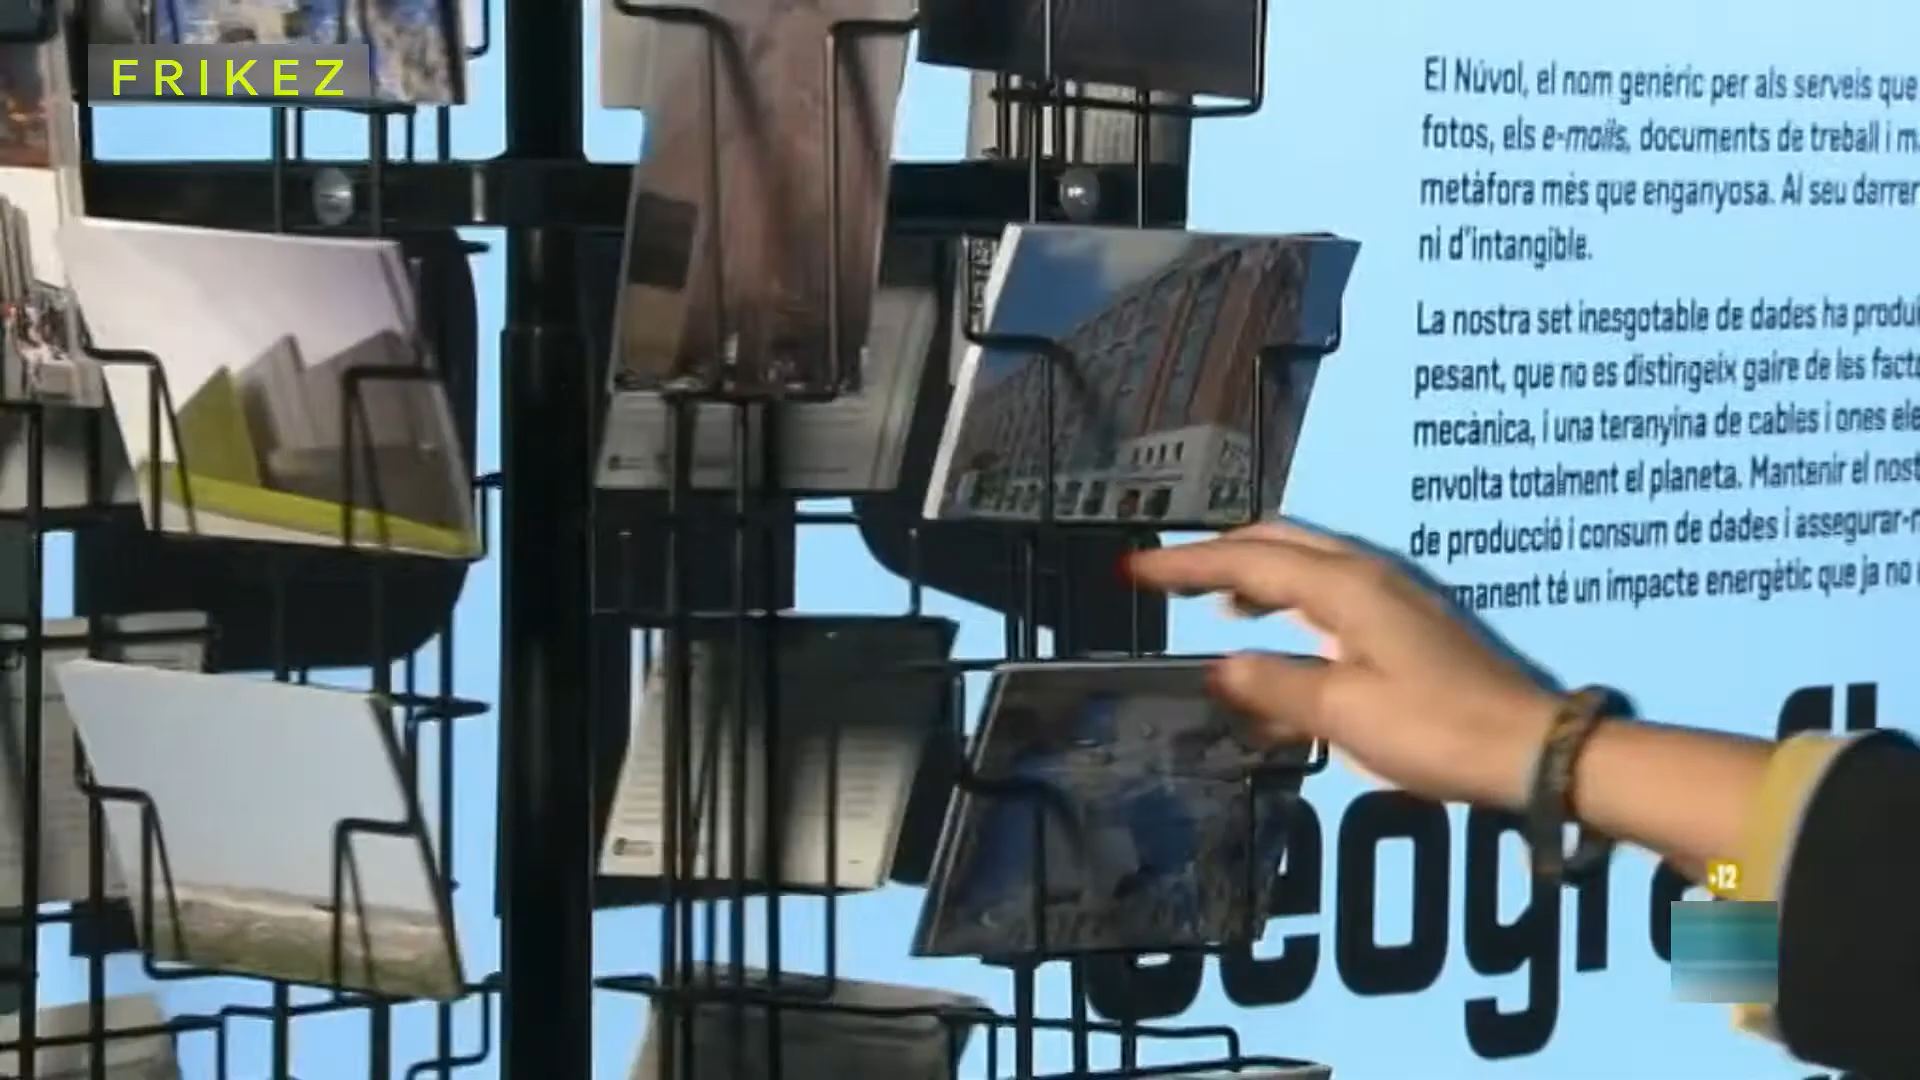 FRIKEZ
El Núvol, el nom genèric per als serveis que
fotos, els e-mails, documents de treball i m
metàfora més que enganyosa. Al seu darrer
ni d'intangible.
La nostra set inesgotable de dades ha produi
pesant, que no es distingeix gaire de les facto
mecànica, i una teranyina de cables i ones ele
envolta totalment el planeta. Mantenir el nost
de producció i consum de dades i assegurar-n
manent té un impacte energètic que ja no
+12